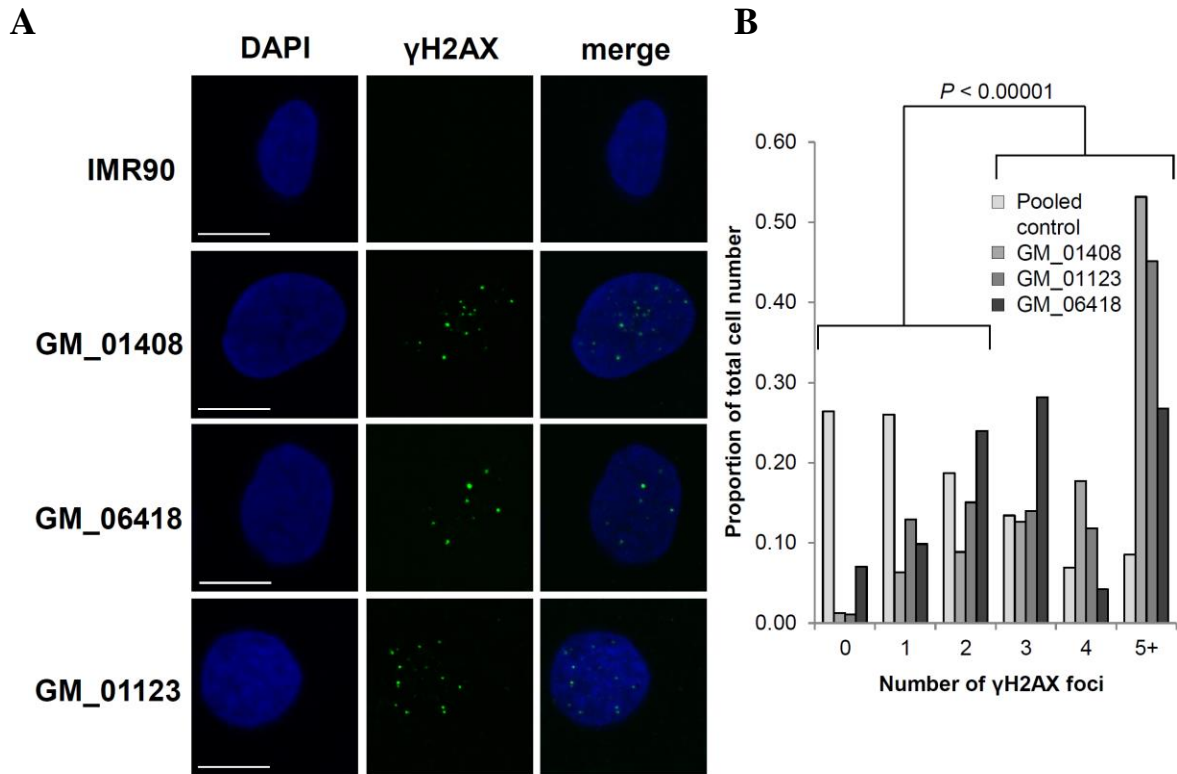 A
DAPI γH2AX merge
IMR90
GM_01408
GM_06418
GM_01123
B
P < 0.00001
Pooled
control
GM_01408
GM_01123
GM_06418
Proportion of total cell number
0.60
0.50
0.40
0.30
0.20
0.10
0.00
0 1 2 3 4 5+
Number of γH2AX foci